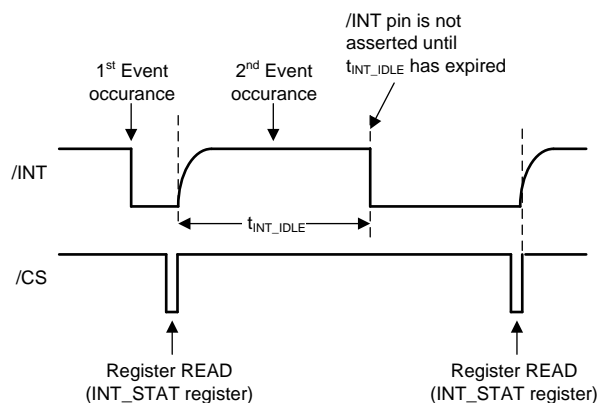 /INT pin is not
asserted until
tINT_IDLE has expired
1st Event
occurance
2nd Event
occurance
/INT
tINT_IDLE
/CS
Register READ
(INT_STAT register)
Register READ
(INT_STAT register)